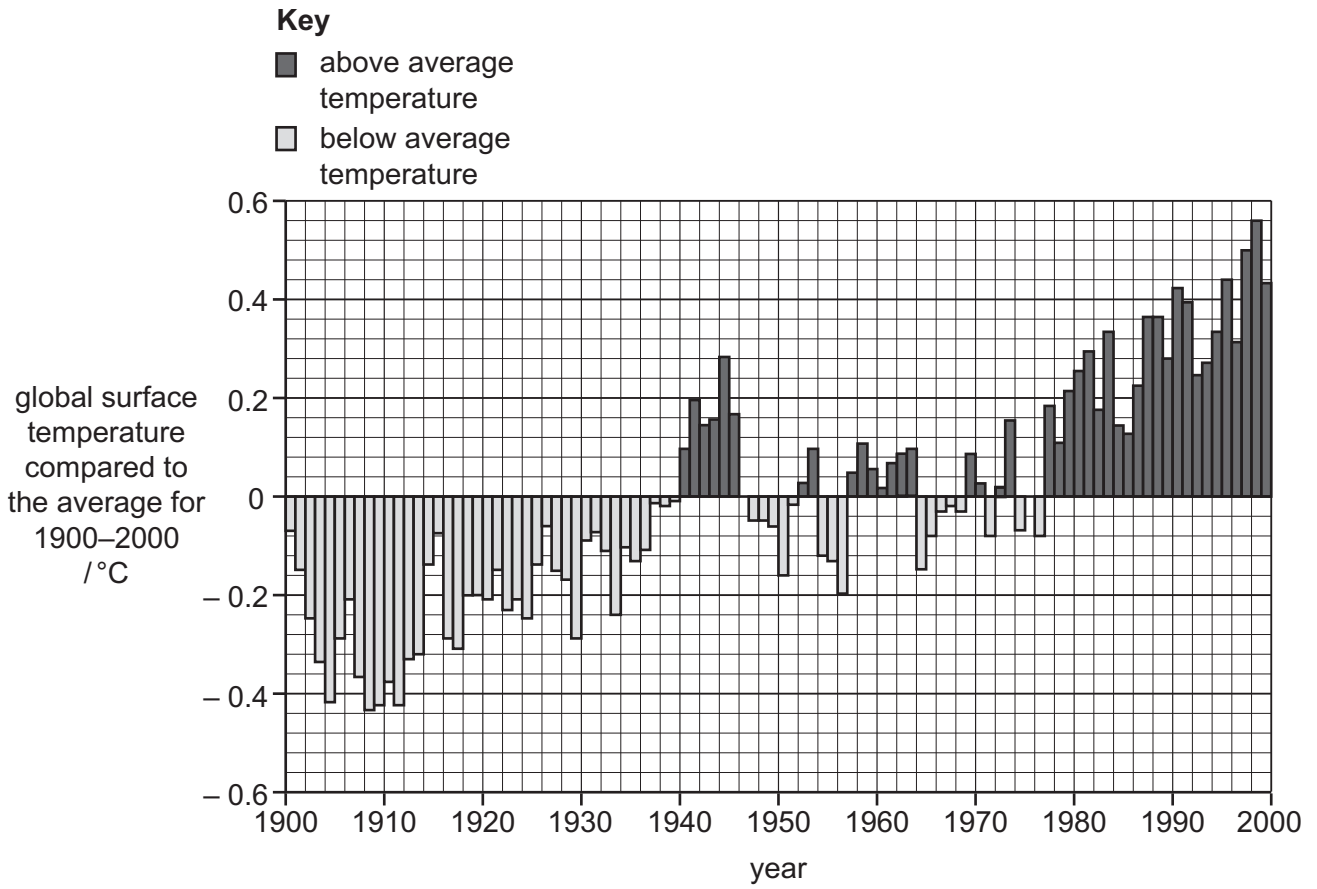 Key
above average
temperature
below average
temperature
0.6
0.4
0.2
0
– 0.2
– 0.4
– 0.6
global surface
temperature
compared to
the average for
1900–2000
/ °C
1900 1910 1920 1930 1940 1950 1960 1970 1980 1990 2000
year